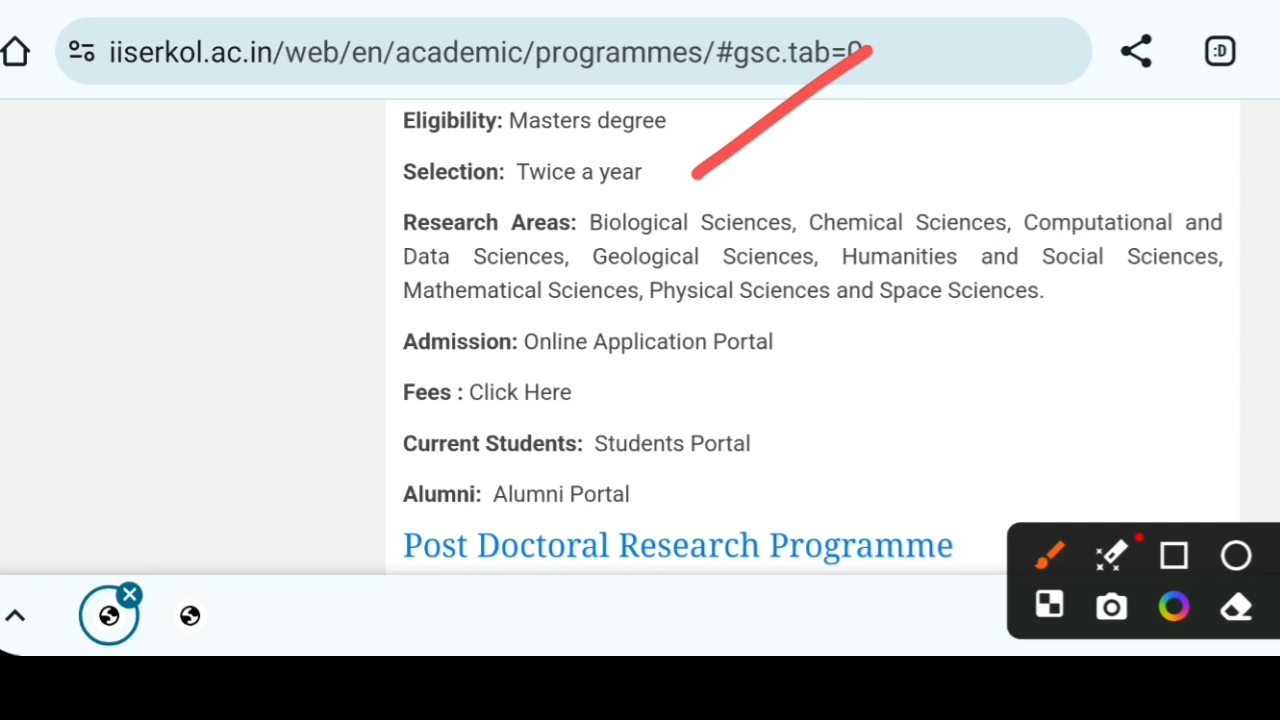 iiserkol.ac.in/web/en/academic/programmes/#gsc.tab=0
:D
Eligibility: Masters degree
Selection: Twice a year
Research Areas: Biological Sciences, Chemical Sciences, Computational and
Data Sciences, Geological Sciences, Humanities and Social Sciences,
Mathematical Sciences, Physical Sciences and Space Sciences.
Admission: Online Application Portal
Fees : Click Here
Current Students: Students Portal
Alumni: Alumni Portal
Post Doctoral Research Programme